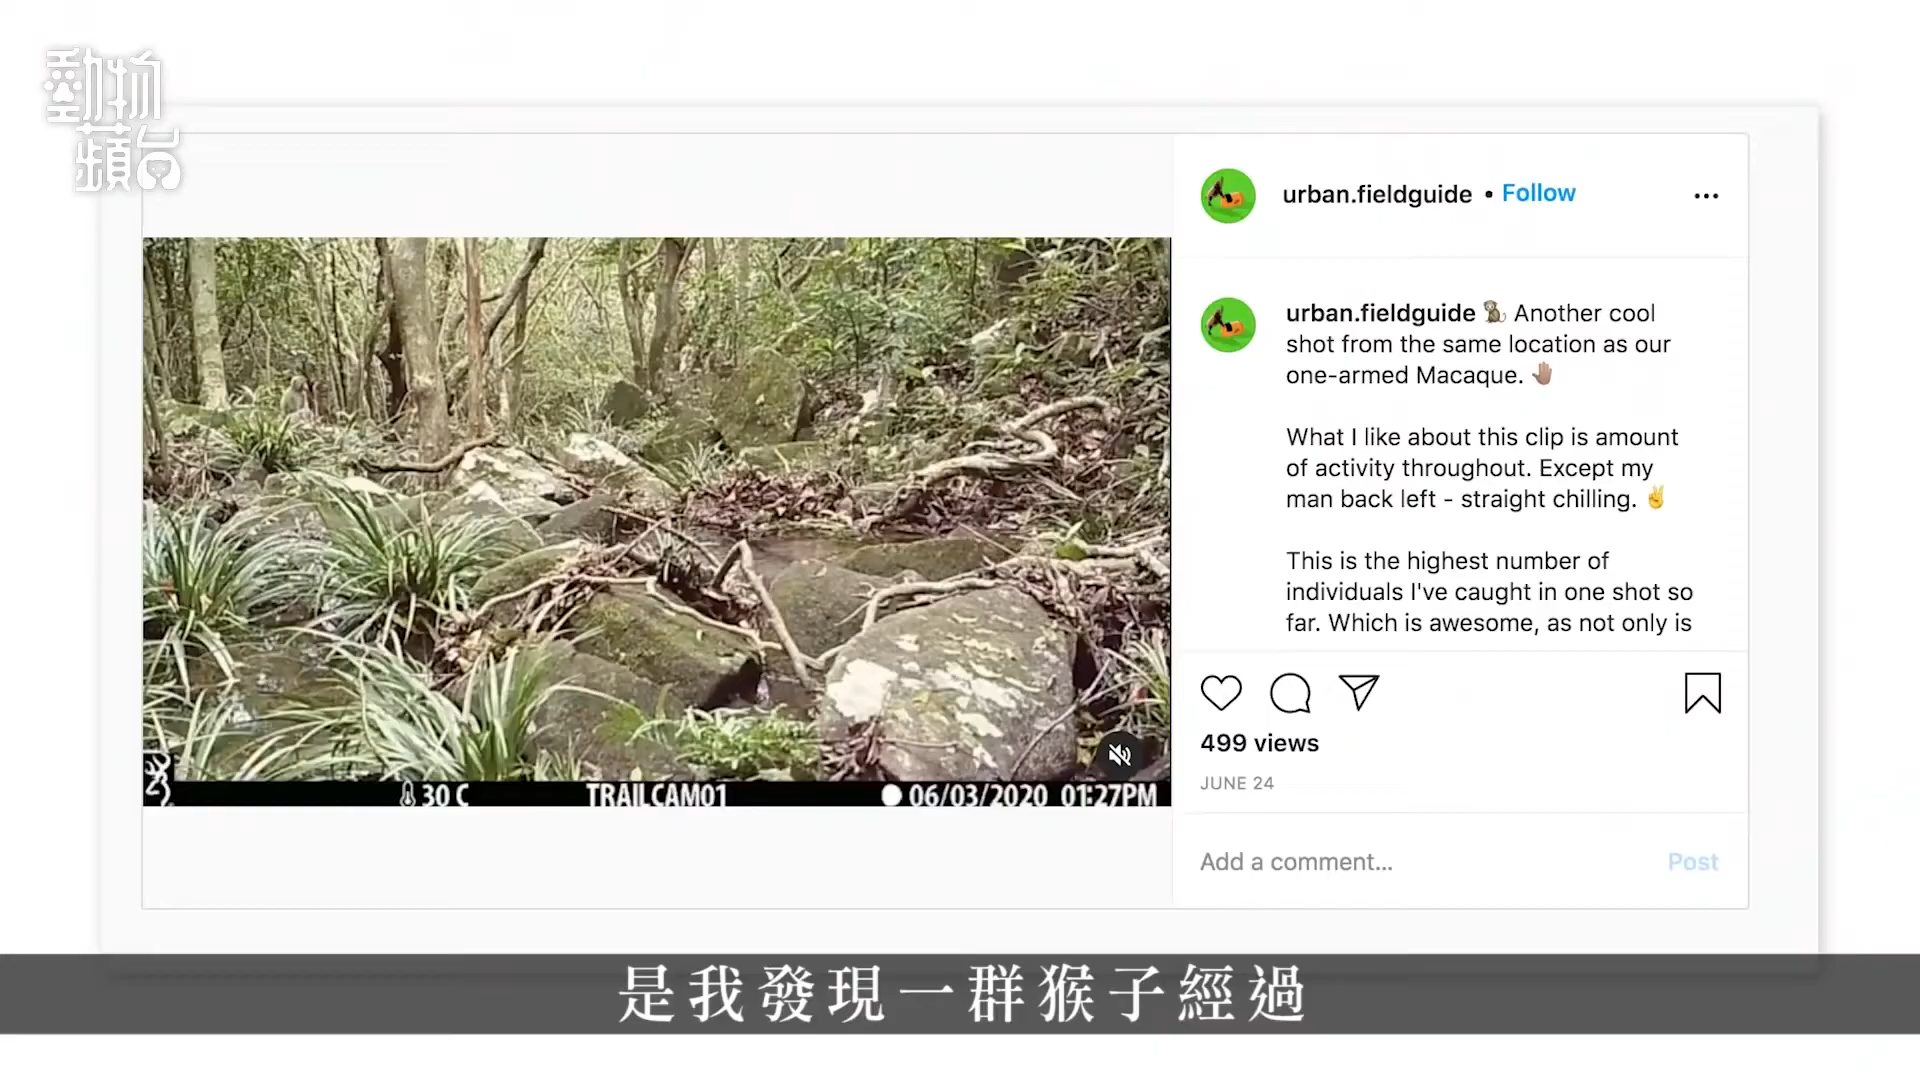 動物
蘋台
urban.fieldguide • Follow
urban.fieldguide 🐒 Another cool
shot from the same location as our
one-armed Macaque. 🤚🏽
What I like about this clip is amount
of activity throughout. Except my
man back left - straight chilling. ✌️
This is the highest number of
individuals I've caught in one shot so
far. Which is awesome, as not only is
499 views
JUNE 24
Add a comment...
Post
30 C TRAILCAM01 06/03/2020 01:27PM
是我發現一群猴子經過